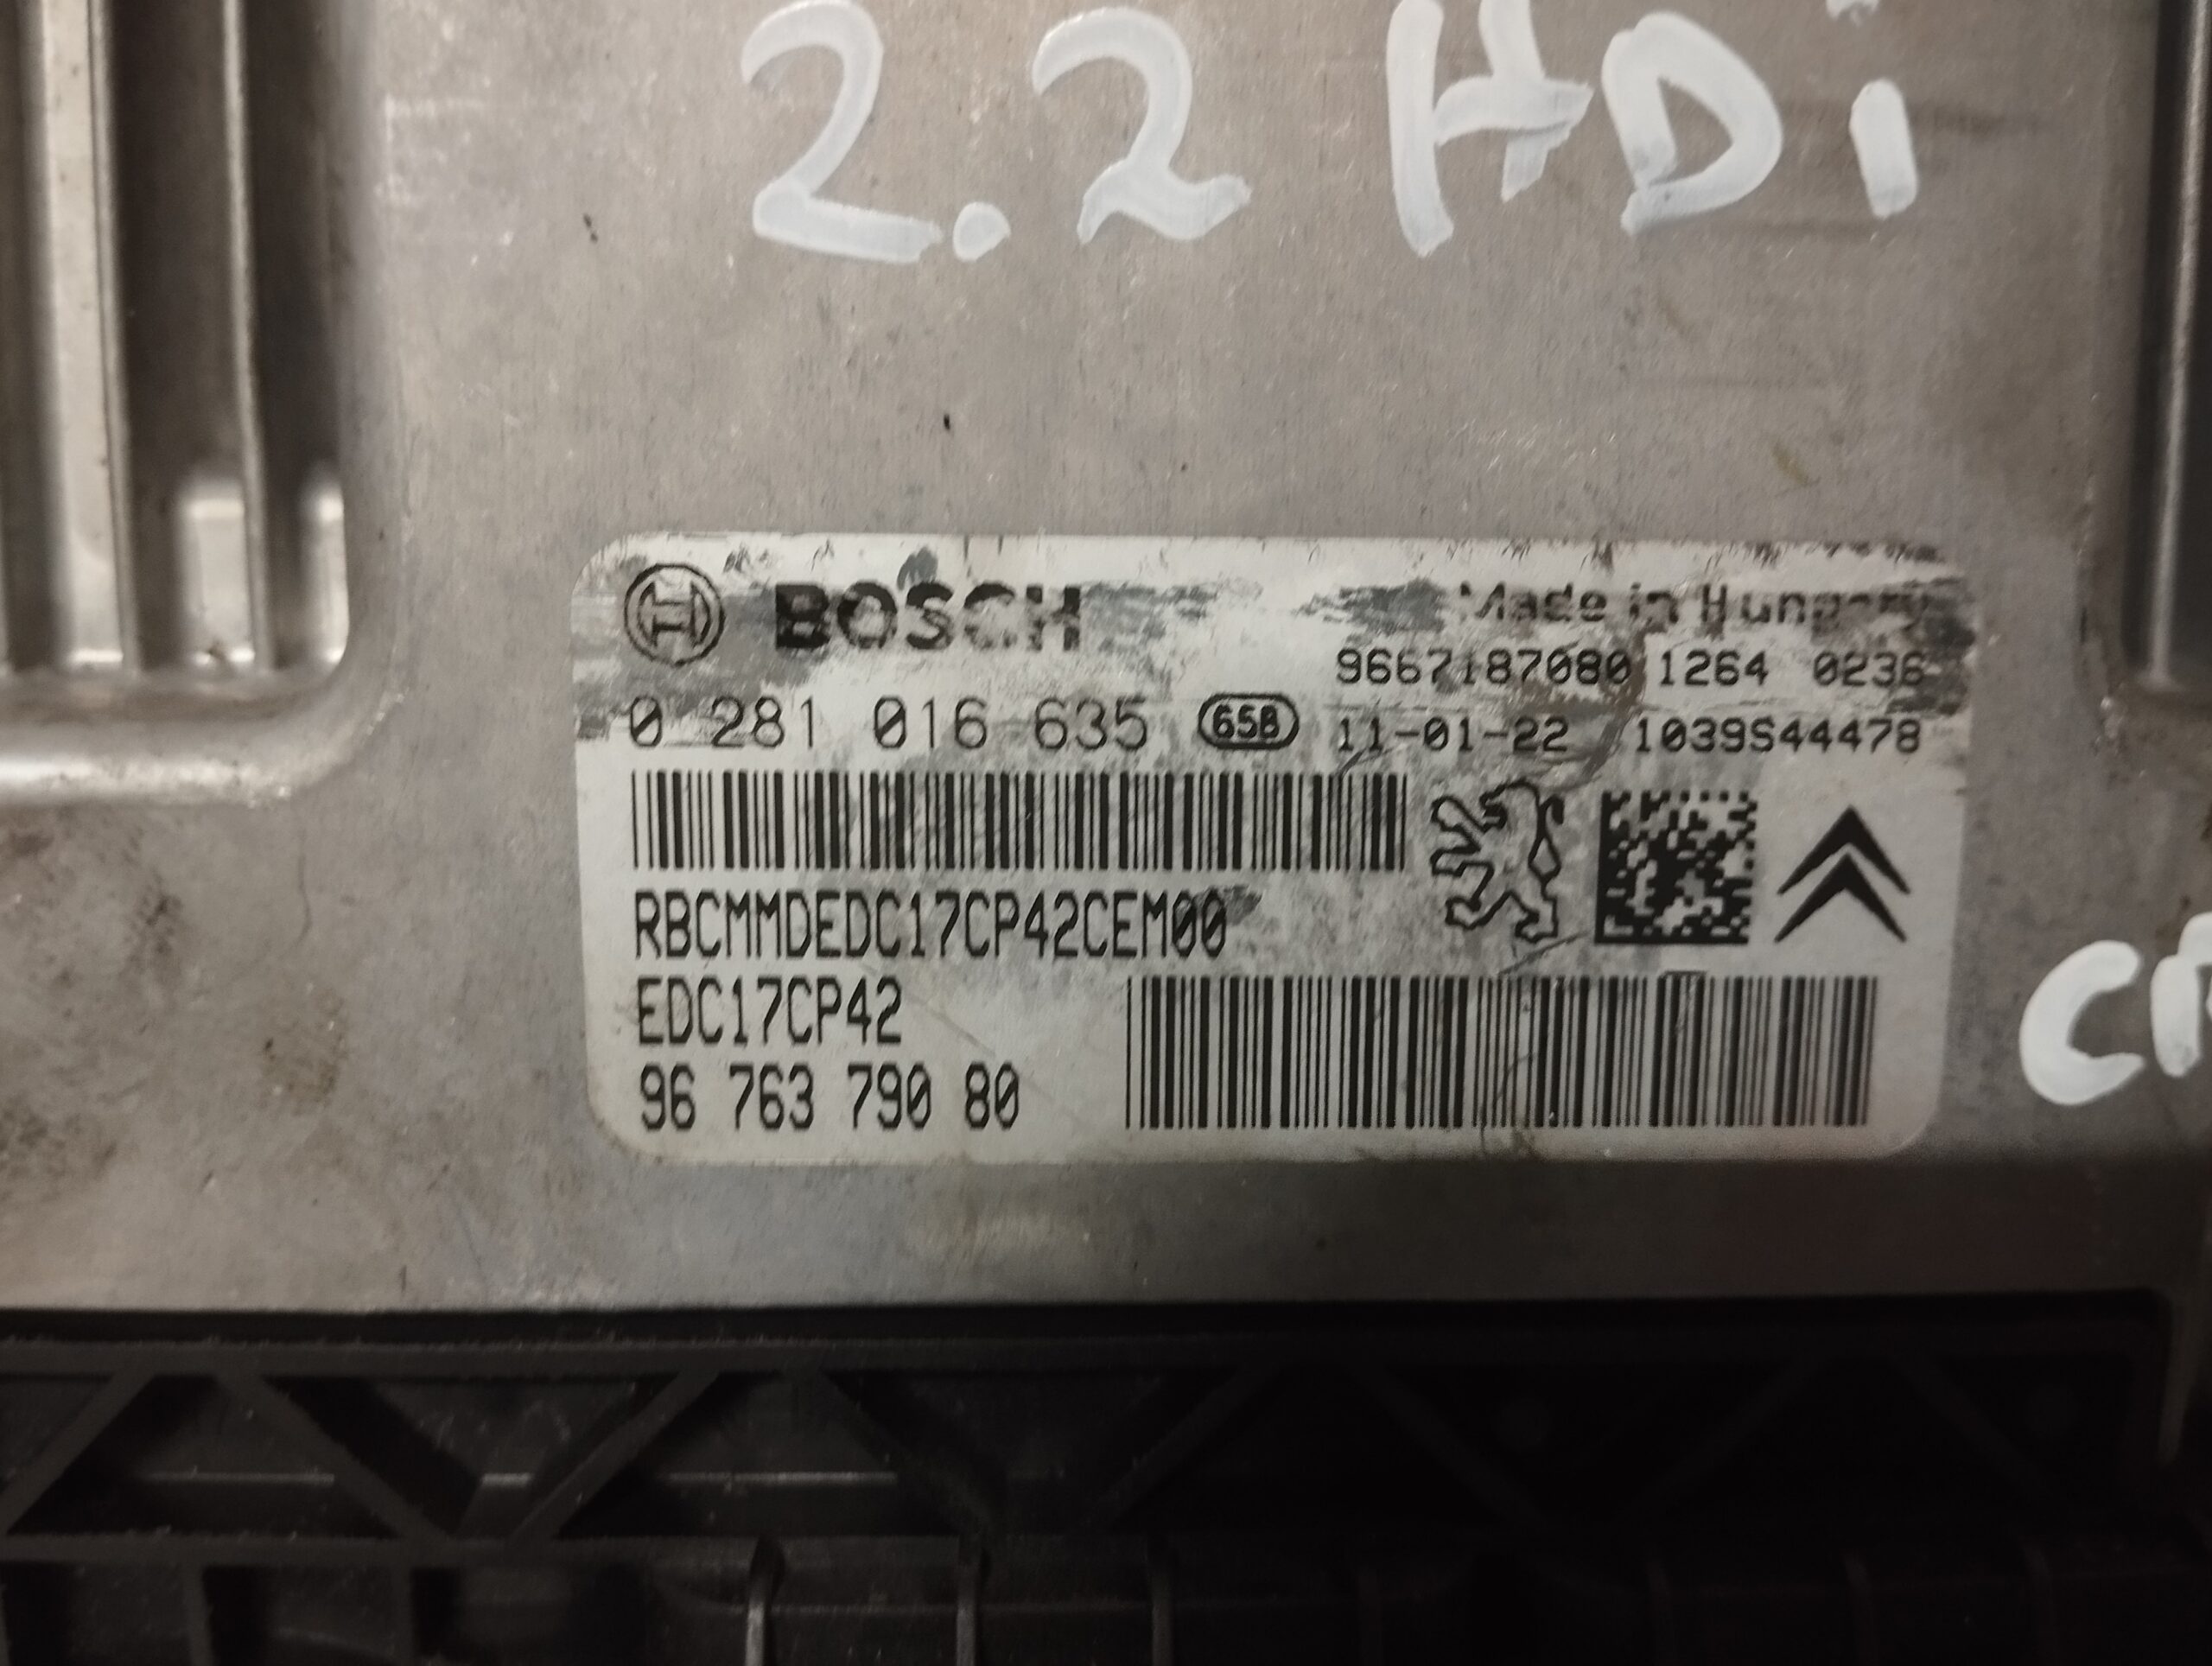 2.2 HDi
BOSCH
Made in Hungary
9667187080 1264 0236
0 281 016 635 65B 11-01-22 1039S44478
RBCMMDEDC17CP42CEM00
EDC17CP42
96 763 790 80